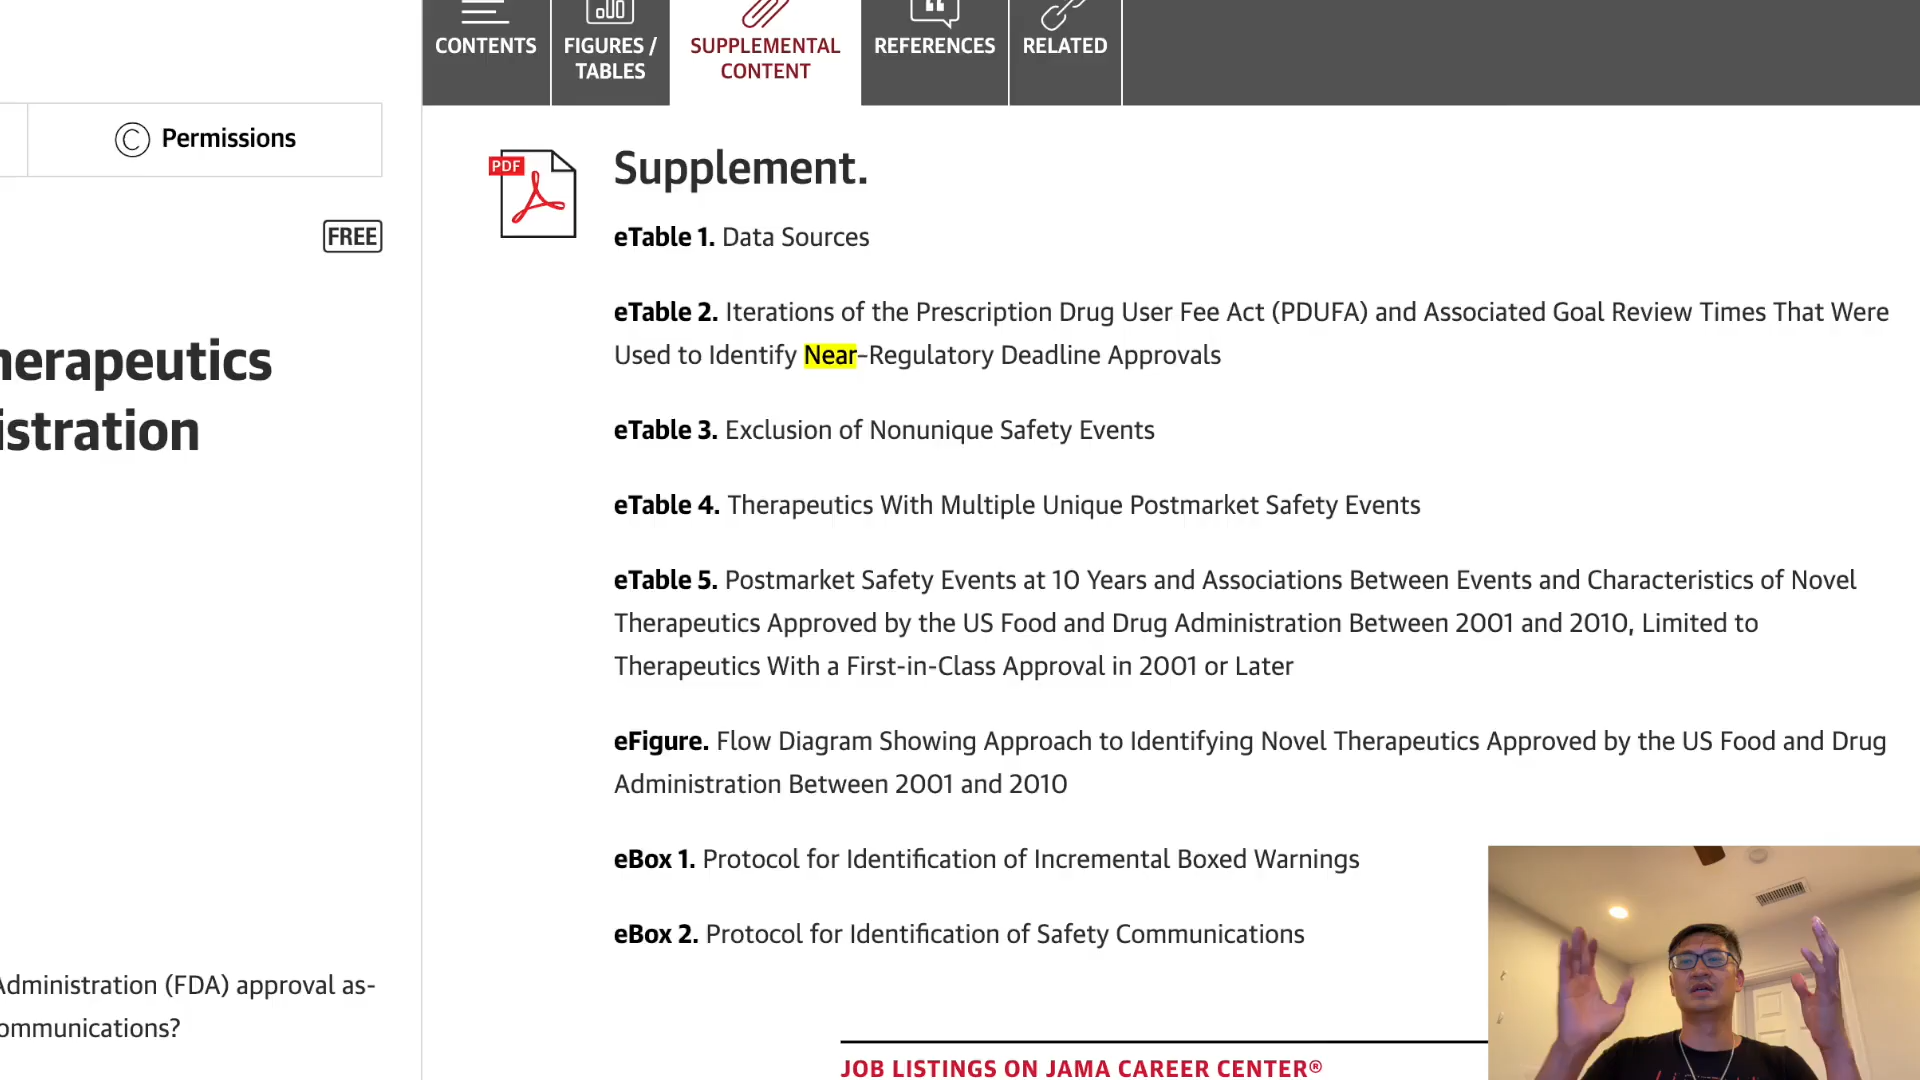 CONTENTS
FIGURES /
TABLES
SUPPLEMENTAL
CONTENT
REFERENCES
RELATED
© Permissions
FREE
herapeutics
istration
Administration (FDA) approval as-
ommunications?
PDF
Supplement.
eTable 1. Data Sources
eTable 2. Iterations of the Prescription Drug User Fee Act (PDUFA) and Associated Goal Review Times That Were
Used to Identify Near-Regulatory Deadline Approvals
eTable 3. Exclusion of Nonunique Safety Events
eTable 4. Therapeutics With Multiple Unique Postmarket Safety Events
eTable 5. Postmarket Safety Events at 10 Years and Associations Between Events and Characteristics of Novel
Therapeutics Approved by the US Food and Drug Administration Between 2001 and 2010, Limited to
Therapeutics With a First-in-Class Approval in 2001 or Later
eFigure. Flow Diagram Showing Approach to Identifying Novel Therapeutics Approved by the US Food and Drug
Administration Between 2001 and 2010
eBox 1. Protocol for Identification of Incremental Boxed Warnings
eBox 2. Protocol for Identification of Safety Communications
JOB LISTINGS ON JAMA CAREER CENTER®